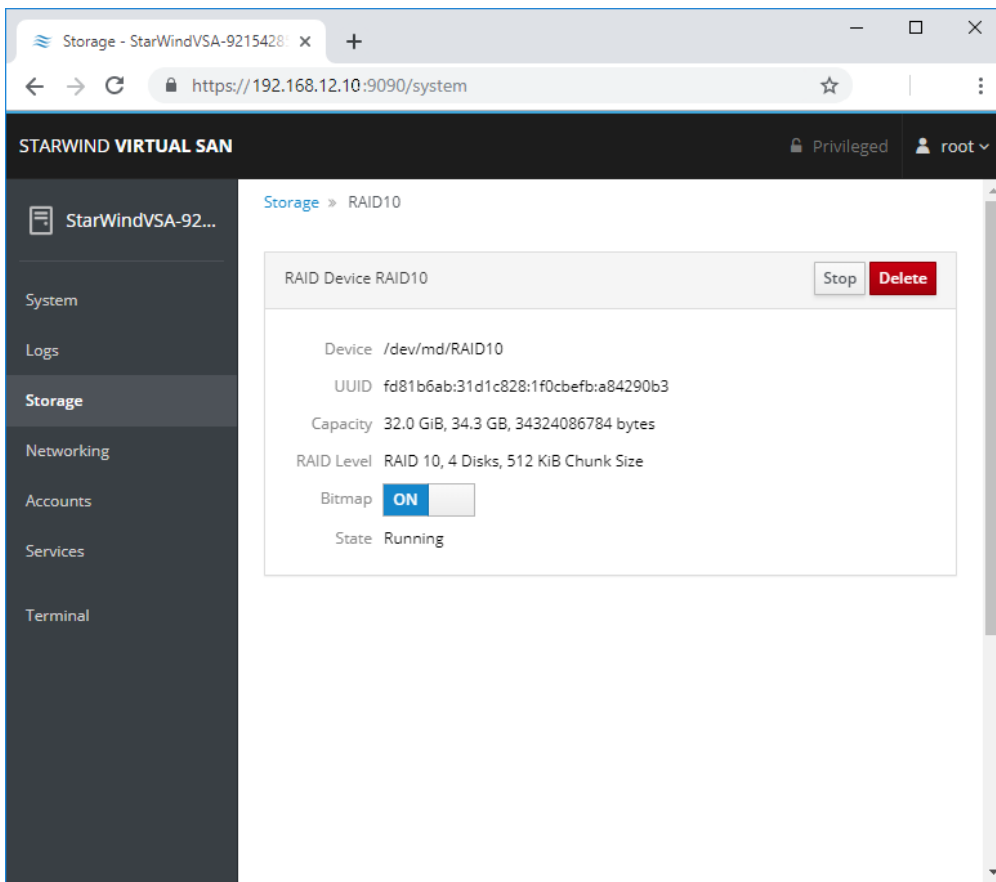 Storage - StarWindVSA-9215428
https://192.168.12.10:9090/system
STARWIND VIRTUAL SAN
Privileged
root
StarWindVSA-92...
System
Logs
Storage
Networking
Accounts
Services
Terminal
Storage » RAID10
RAID Device RAID10
Stop
Delete
Device /dev/md/RAID10
UUID fd81b6ab:31d1c828:1f0cbefb:a84290b3
Capacity 32.0 GiB, 34.3 GB, 34324086784 bytes
RAID Level RAID 10, 4 Disks, 512 KiB Chunk Size
Bitmap ON
State Running